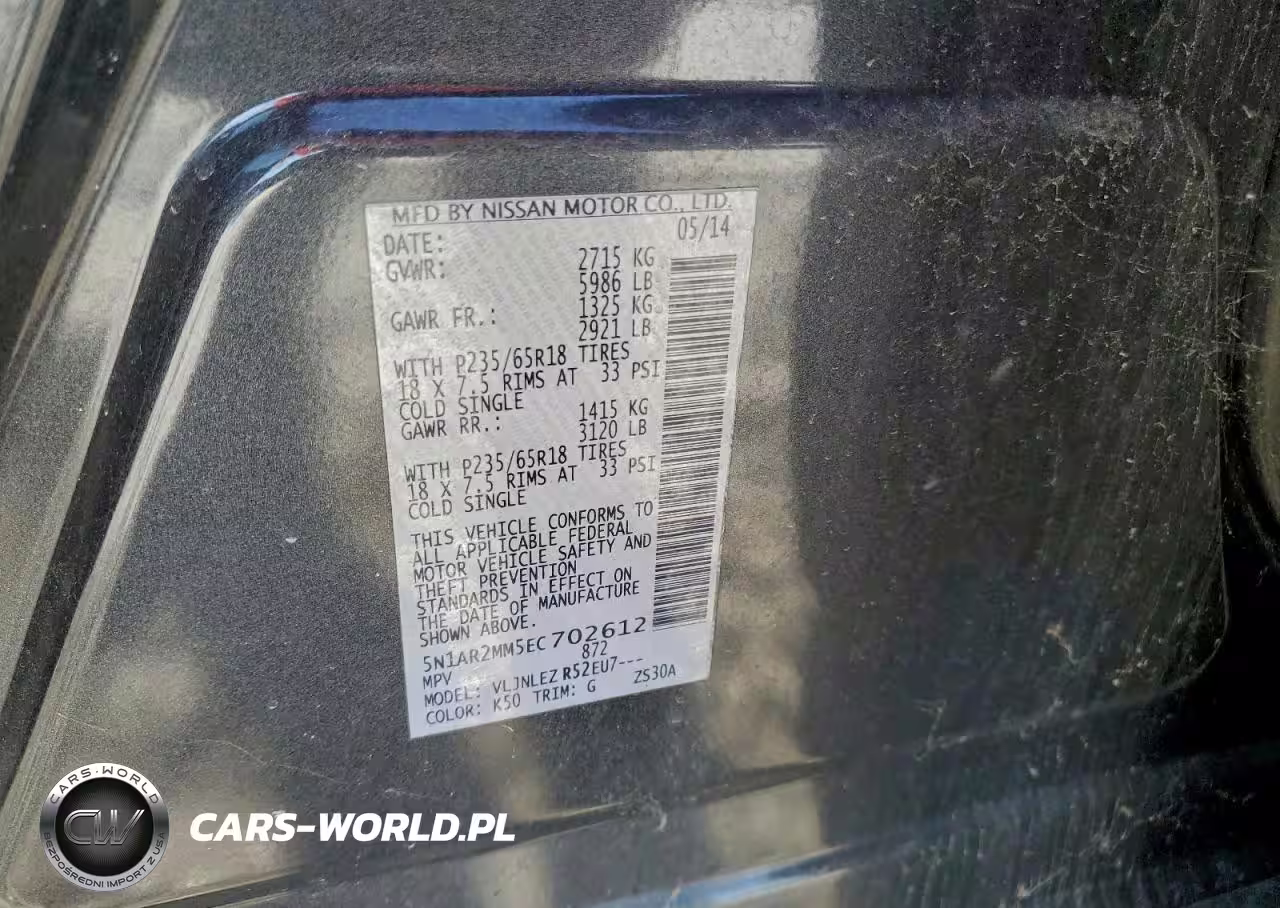 MFD BY NISSAN MOTOR CO., LTD.
DATE: 05/14
GVWR: 2715 KG
5986 LB
GAWR FR.: 1325 KG
2921 LB
WITH P235/65R18 TIRES
18 X 7.5 RIMS AT 33 PSI
COLD SINGLE
GAWR RR.: 1415 KG
3120 LB
WITH P235/65R18 TIRES
18 X 7.5 RIMS AT 33 PSI
COLD SINGLE
THIS VEHICLE CONFORMS TO
ALL APPLICABLE FEDERAL
MOTOR VEHICLE SAFETY AND
THEFT PREVENTION
STANDARDS IN EFFECT ON
THE DATE OF MANUFACTURE
SHOWN ABOVE.
5N1AR2MM5EC702612
MPV 872
MODEL: VLJNLEZ R52EU7---
COLOR: K50 TRIM: G ZS30A
CARS-WORLD
CW
BEZPOŚREDNI IMPORT Z USA
CARS-WORLD.PL